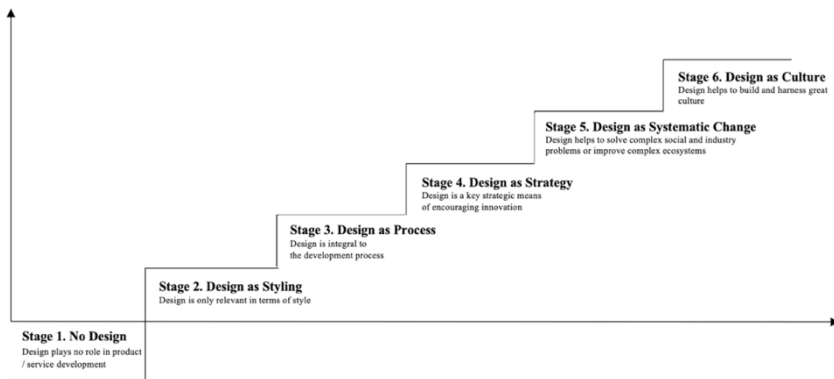 Stage 6. Design as Culture
Design helps to build and harness great
culture
Stage 5. Design as Systematic Change
Design helps to solve complex social and industry
problems or improve complex ecosystems
Stage 4. Design as Strategy
Design is a key strategic means
of encouraging innovation
Stage 3. Design as Process
Design is integral to
the development process
Stage 2. Design as Styling
Design is only relevant in terms of style
Stage 1. No Design
Design plays no role in product
/ service development